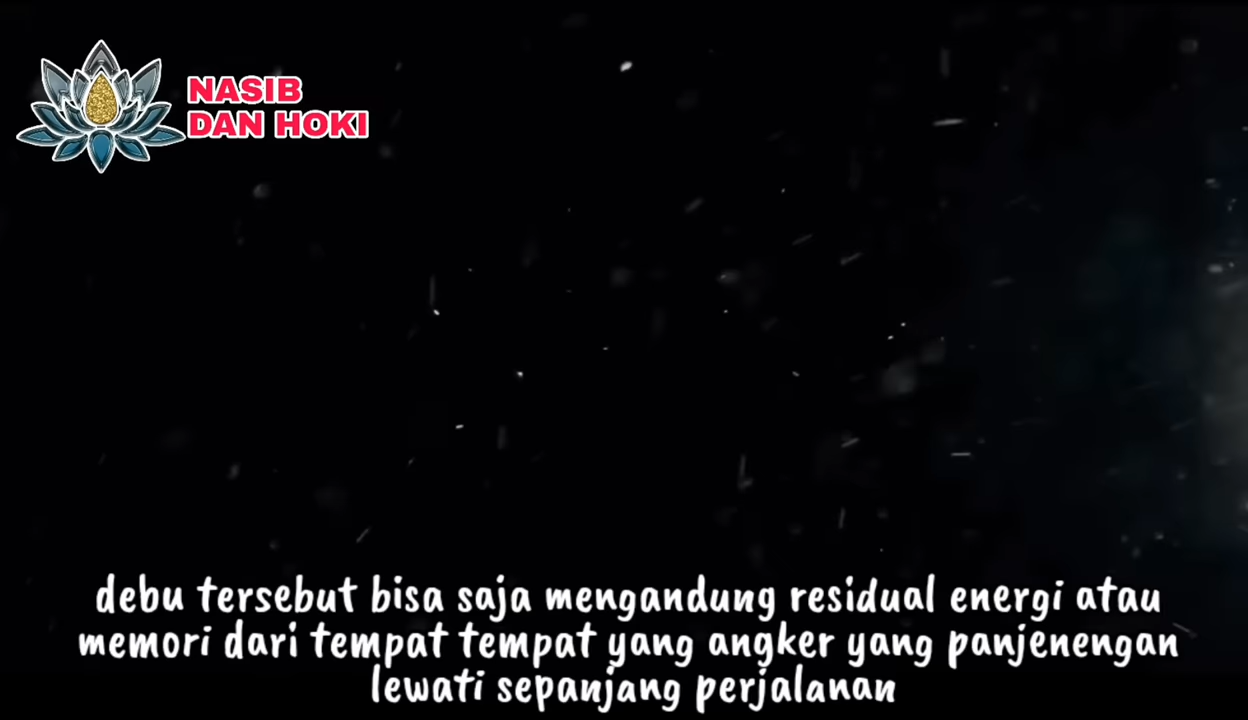 NASIB
DAN HOKI
debu tersebut bisa saja mengandung residual energi atau
memori dari tempat tempat yang angker yang panjenengan
lewati sepanjang perjalanan